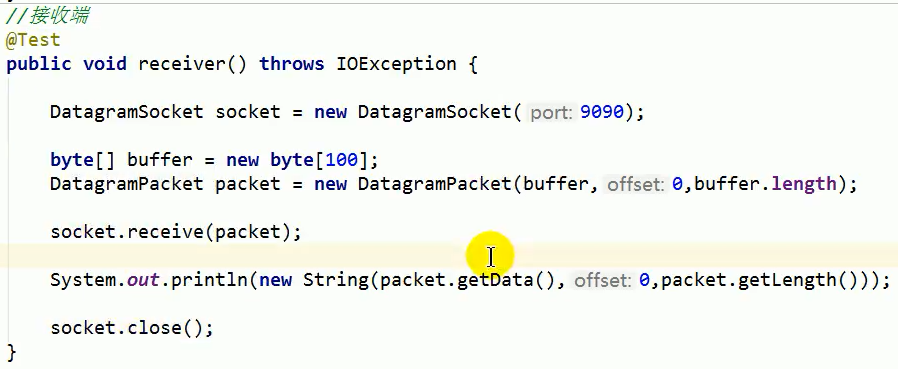 //接收端
@Test
public void receiver() throws IOException {
DatagramSocket socket = new DatagramSocket( port: 9090);
byte[] buffer = new byte[100];
DatagramPacket packet = new DatagramPacket(buffer, offset: 0,buffer.length);
socket.receive(packet);
System.out.println(new String(packet.getData(), offset: 0,packet.getLength()));
socket.close();
}